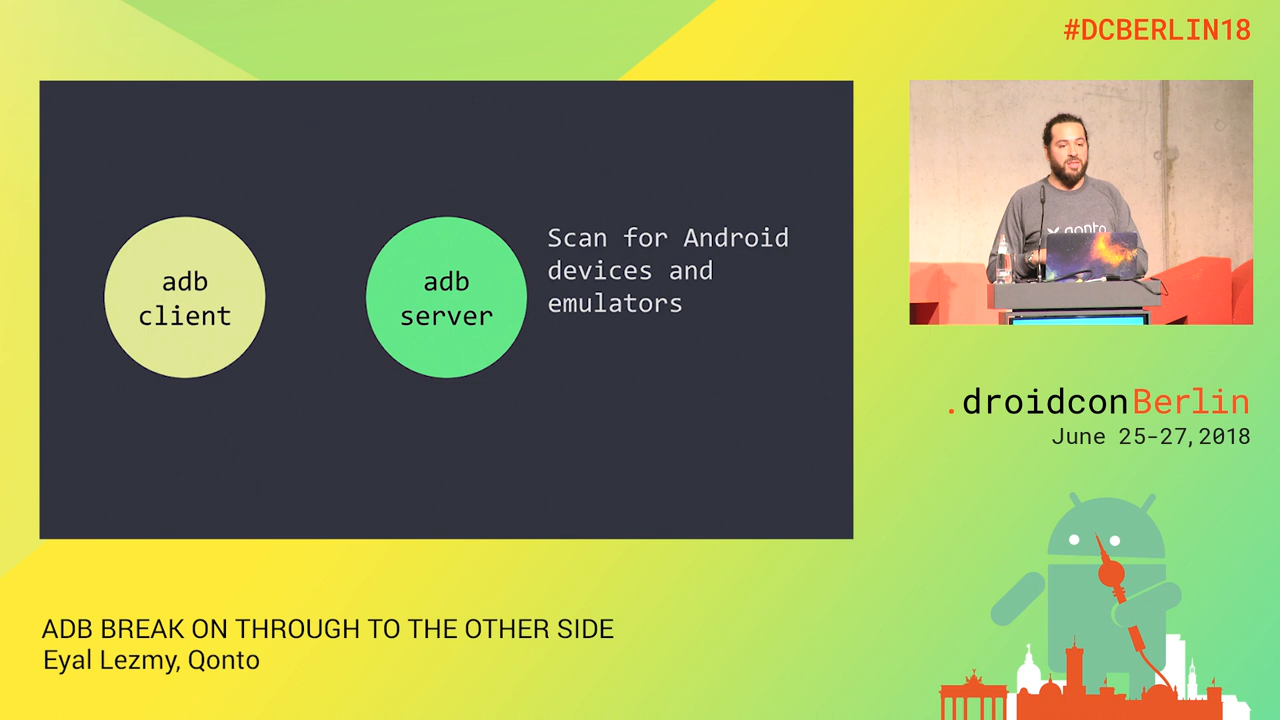 #DCBERLIN18
adb
client
adb
server
Scan for Android
devices and
emulators
qonto
.droidconBerlin
June 25-27, 2018
ADB BREAK ON THROUGH TO THE OTHER SIDE
Eyal Lezmy, Qonto